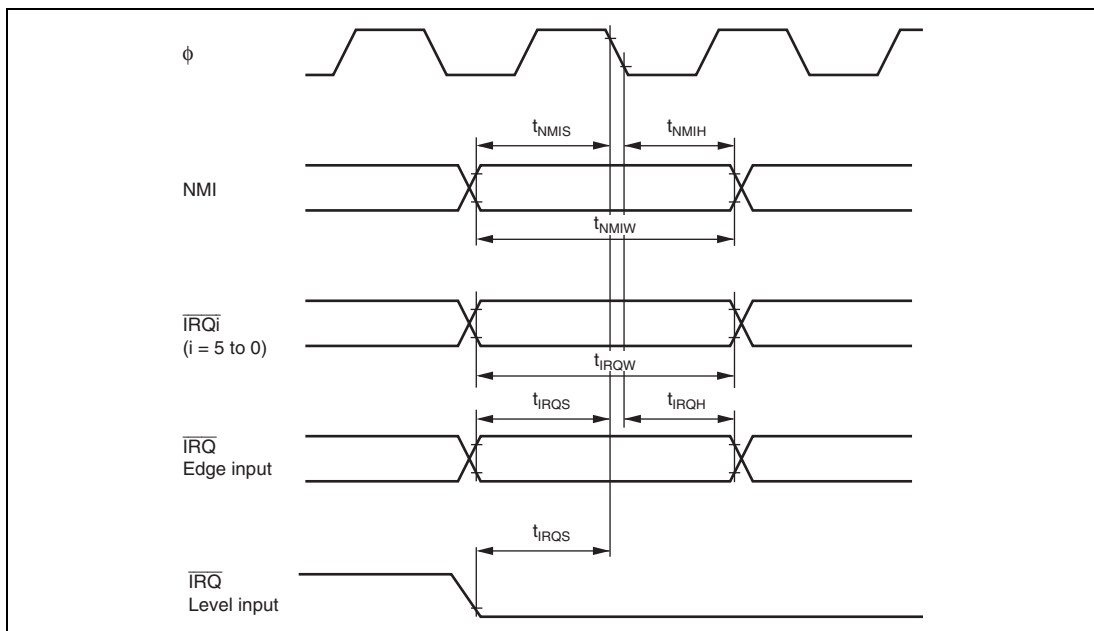 ϕ
tNMIS
tNMIH
NMI
tNMIW
IRQi
(i = 5 to 0)
tIRQW
tIRQS
tIRQH
IRQ
Edge input
tIRQS
IRQ
Level input